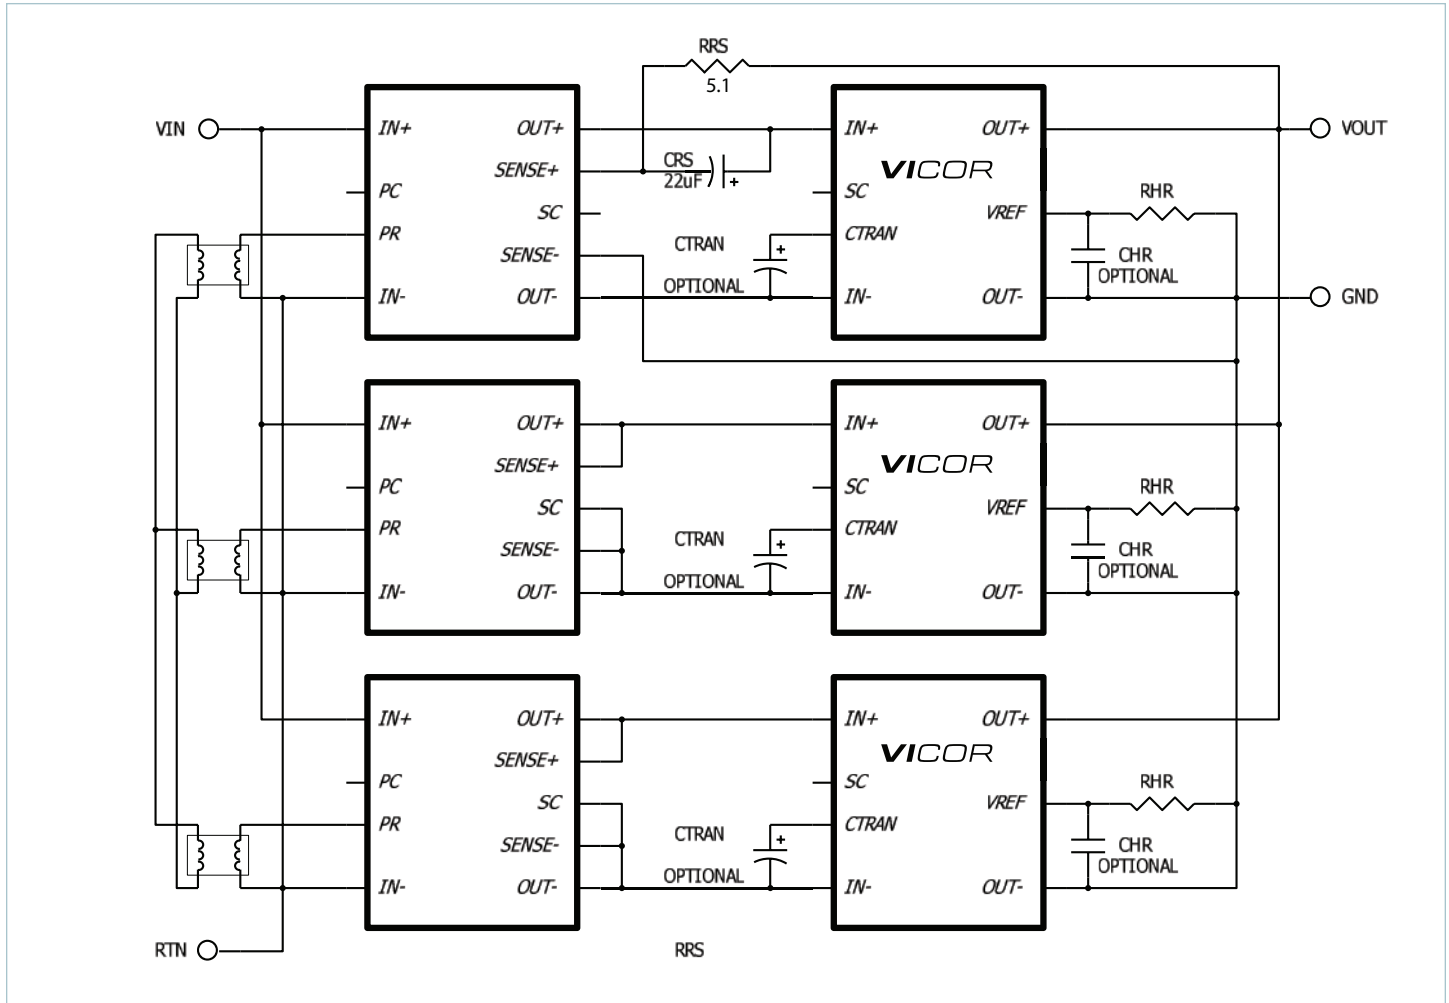 RRS
5.1
VIN
IN+
OUT+
IN+
OUT+
VOUT
SENSE+
CRS
22uF
+
VICOR
PC
SC
RHR
SC
VREF
PR
CTRAN
+
CTRAN
SENSE-
CHR
OPTIONAL
OPTIONAL
IN-
OUT-
IN-
OUT-
GND
IN+
OUT+
IN+
OUT+
SENSE+
VICOR
PC
SC
RHR
SC
VREF
PR
CTRAN
+
CTRAN
SENSE-
CHR
OPTIONAL
OPTIONAL
IN-
OUT-
IN-
OUT-
IN+
OUT+
IN+
OUT+
SENSE+
VICOR
PC
SC
RHR
SC
VREF
PR
CTRAN
+
CTRAN
SENSE-
CHR
OPTIONAL
OPTIONAL
IN-
OUT-
IN-
OUT-
RTN
RRS